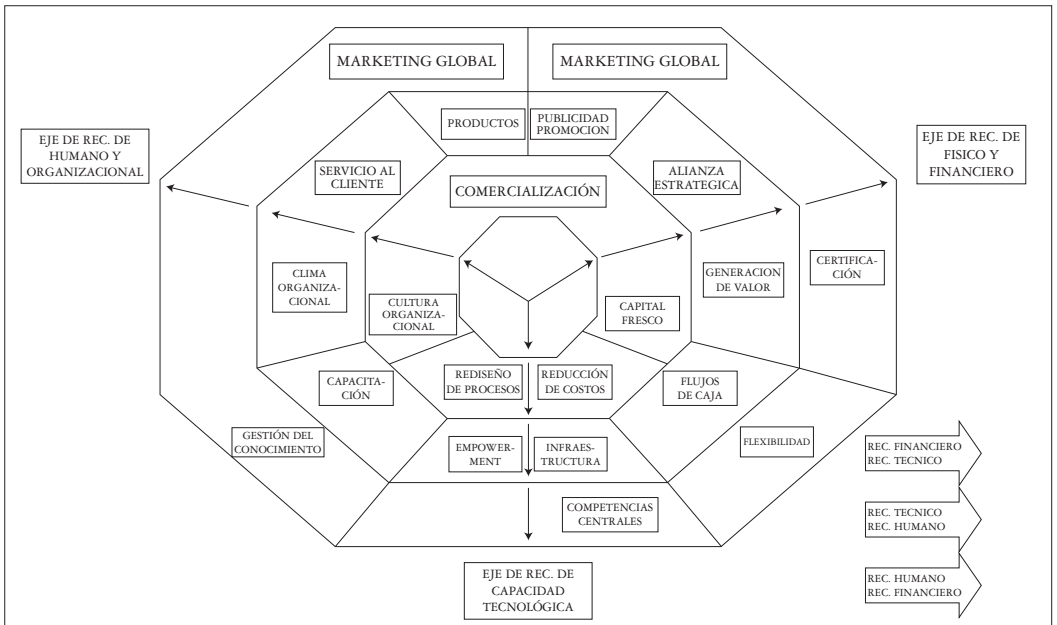 MARKETING GLOBAL
MARKETING GLOBAL
PRODUCTOS
PUBLICIDAD
PROMOCION
EJE DE REC. DE
HUMANO Y
ORGANIZACIONAL
EJE DE REC. DE
FISICO Y
FINANCIERO
SERVICIO AL
CLIENTE
ALIANZA
ESTRATEGICA
COMERCIALIZACIÓN
CLIMA
ORGANIZA-
CIONAL
CULTURA
ORGANIZA-
CIONAL
CAPITAL
FRESCO
GENERACION
DE VALOR
CERTIFICA-
CIÓN
CAPACITA-
CIÓN
REDISEÑO
DE PROCESOS
REDUCCIÓN
DE COSTOS
FLUJOS
DE CAJA
GESTIÓN DEL
CONOCIMIENTO
EMPOWER-
MENT
INFRAES-
TRUCTURA
FLEXIBILIDAD
COMPETENCIAS
CENTRALES
EJE DE REC. DE
CAPACIDAD
TECNOLÓGICA
REC. FINANCIERO
REC. TECNICO
REC. TECNICO
REC. HUMANO
REC. HUMANO
REC. FINANCIERO